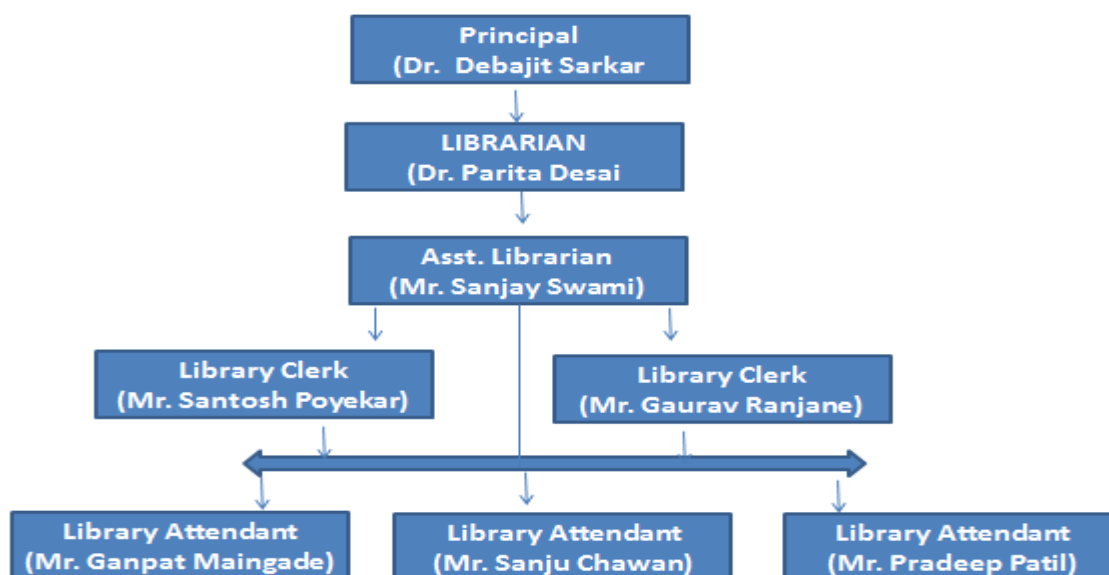 Principal
(Dr.  Debajit Sarkar
LIBRARIAN
(Dr. Parita Desai
Asst. Librarian
(Mr. Sanjay Swami)
Library Clerk
(Mr. Santosh Poyekar)
Library Clerk
(Mr. Gaurav Ranjane)
Library Attendant
(Mr. Ganpat Maingade)
Library Attendant
(Mr. Sanju Chawan)
Library Attendant
(Mr. Pradeep Patil)